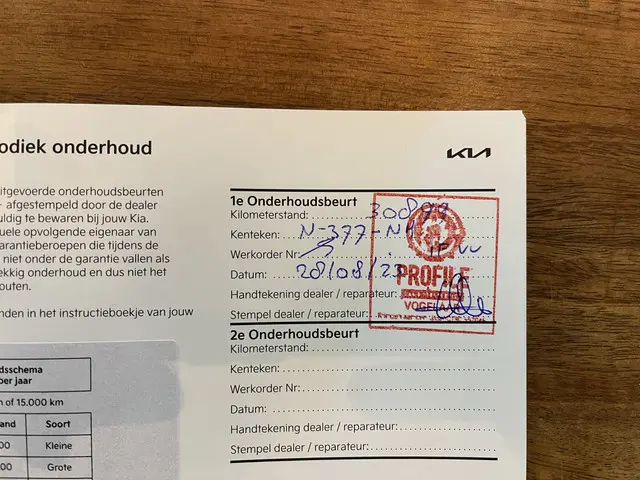 odiek onderhoud
KIA
itgevoerde onderhoudsbeurten
- afgestempeld door de dealer
uldig te bewaren bij jouw Kia.
uele opvolgende eigenaar van
arantieberoepen die tijdens de
niet onder de garantie vallen als
ekkig onderhoud en dus niet het
outen.
nden in het instructieboekje van jouw
dsschema
per jaar
n of 15.000 km
and Soort
00 Kleine
00 Grote
1e Onderhoudsbeurt
Kilometerstand:
Kenteken: N-377-N
Werkorder Nr:
Datum: 28/08/23
Handtekening dealer / reparateur:
Stempel dealer / reparateur:
PROFILE
VOGELAAR
2e Onderhoudsbeurt
Kilometerstand:
Kenteken:
Werkorder Nr:
Datum:
Handtekening dealer / reparateur:
Stempel dealer / reparateur: